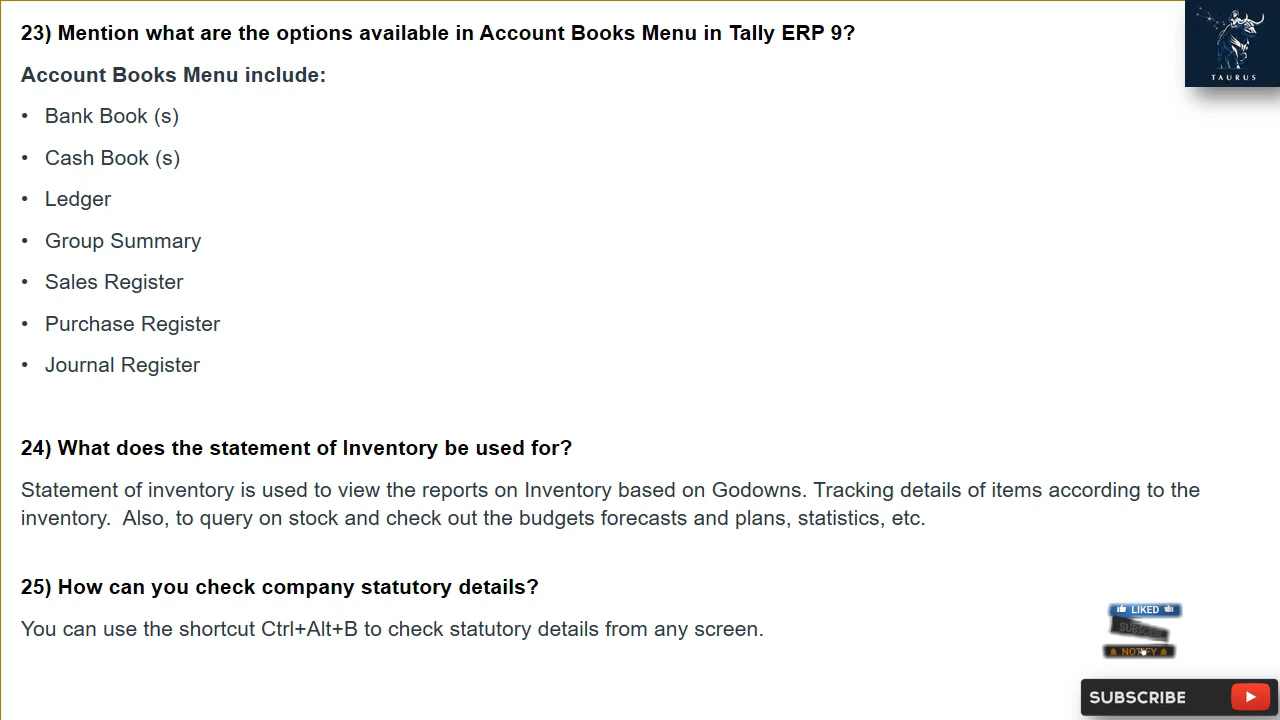 23) Mention what are the options available in Account Books Menu in Tally ERP 9?
Account Books Menu include:
• Bank Book (s)
• Cash Book (s)
• Ledger
• Group Summary
• Sales Register
• Purchase Register
• Journal Register
24) What does the statement of Inventory be used for?
Statement of inventory is used to view the reports on Inventory based on Godowns. Tracking details of items according to the
inventory.  Also, to query on stock and check out the budgets forecasts and plans, statistics, etc.
25) How can you check company statutory details?
You can use the shortcut Ctrl+Alt+B to check statutory details from any screen.
TAURUS
LIKED
SUBSCRIBE
NOTIFY
SUBSCRIBE